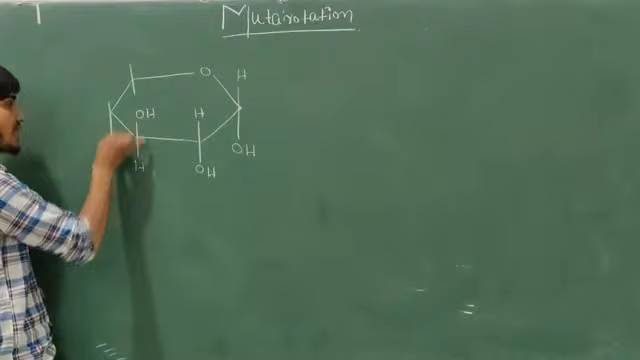 Mutarotation
O H
OH H
OH
H OH